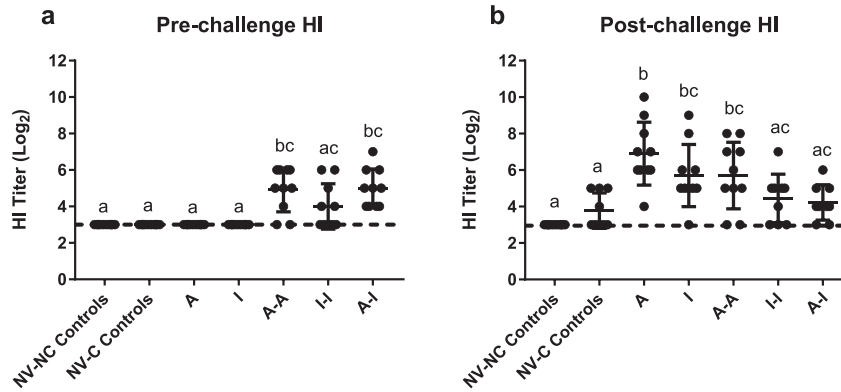 a
Pre-challenge HI
HI Titer (Log2)
12
10
8
6
4
2
0
a
a
a
a
bc
ac
bc
NV-NC Controls
NV-C Controls
A
I
A-A
I-I
A-I
b
Post-challenge HI
HI Titer (Log2)
12
10
8
6
4
2
0
a
a
b
bc
bc
ac
ac
NV-NC Controls
NV-C Controls
A
I
A-A
I-I
A-I